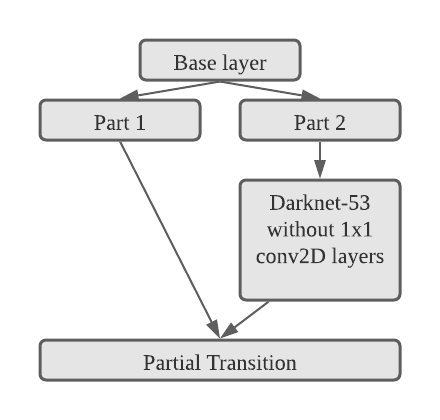 Base layer
Part 1
Part 2
Darknet-53
without 1x1
conv2D layers
Partial Transition